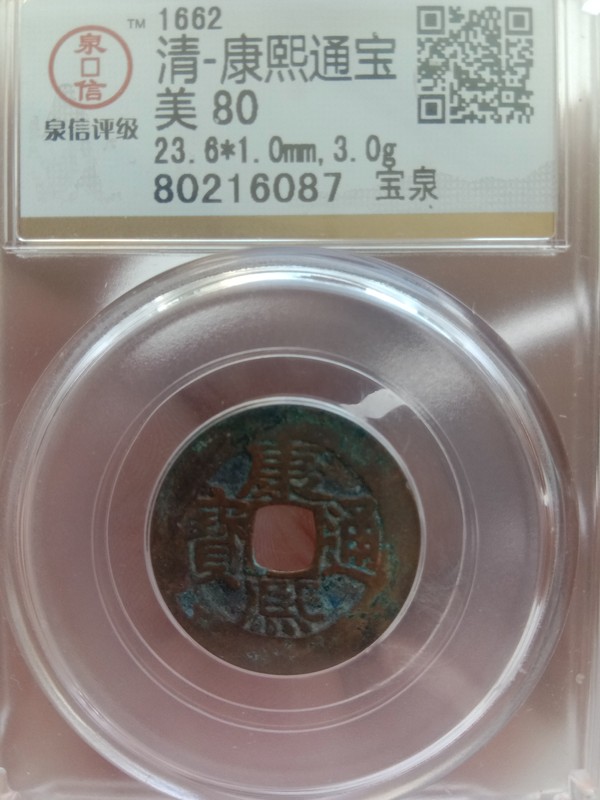 TM 1662
清-康熙通宝
美 80
23.6*1.0mm,3.0g
80216087 宝泉
泉信
泉信评级
康熙通寶